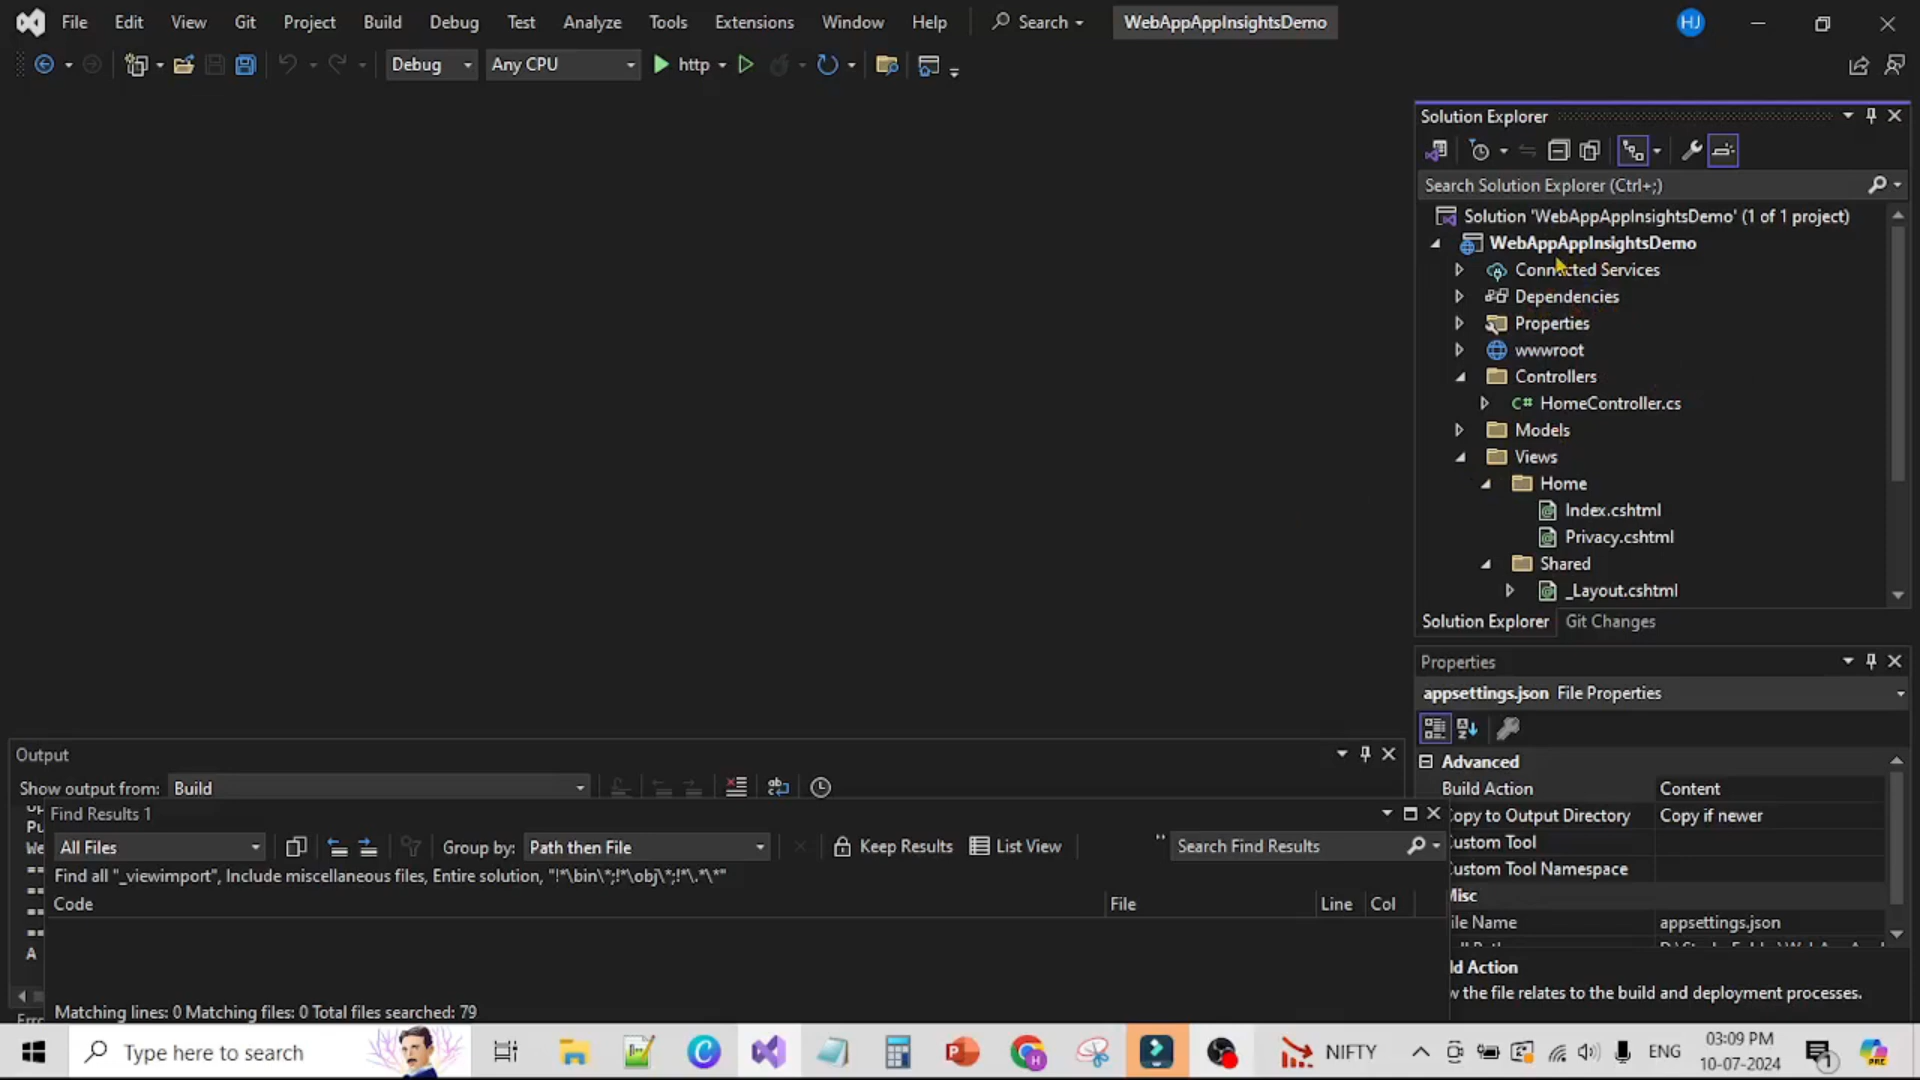 File Edit View Git Project Build Debug Test Analyze Tools Extensions Window Help Search WebAppAppInsightsDemo HJ
Debug Any CPU http
Solution Explorer
Search Solution Explorer (Ctrl+;)
Solution 'WebAppAppInsightsDemo' (1 of 1 project)
WebAppAppInsightsDemo
Connected Services
Dependencies
Properties
wwwroot
Controllers
C# HomeController.cs
Models
Views
Home
Index.cshtml
Privacy.cshtml
Shared
_Layout.cshtml
Solution Explorer Git Changes
Properties
appsettings.json File Properties
Advanced
Build Action Content
Copy to Output Directory Copy if newer
Custom Tool
Custom Tool Namespace
Misc
File Name appsettings.json
Build Action
How the file relates to the build and deployment processes.
Output
Show output from: Build
Find Results 1
All Files Group by: Path then File Keep Results List View Search Find Results
Find all "_viewimport", Include miscellaneous files, Entire solution, "!*\bin\*;!*\obj\*;!*\.*\*"
Code File Line Col
Matching lines: 0 Matching files: 0 Total files searched: 79
Type here to search NIFTY ENG 03:09 PM
10-07-2024